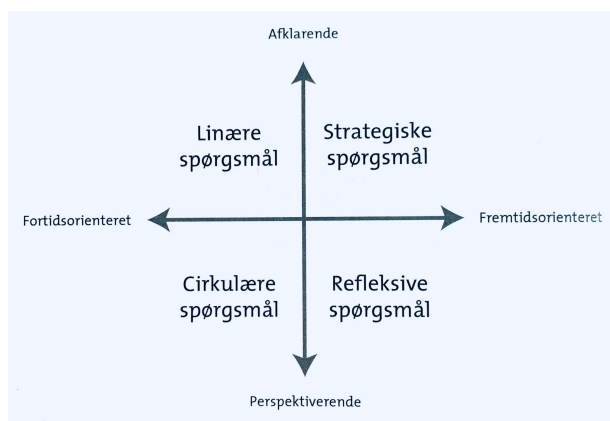 Afklarende
Linære
spørgsmål
Strategiske
spørgsmål
Fortidsorienteret
Fremtidsorienteret
Cirkulære
spørgsmål
Refleksive
spørgsmål
Perspektiverende